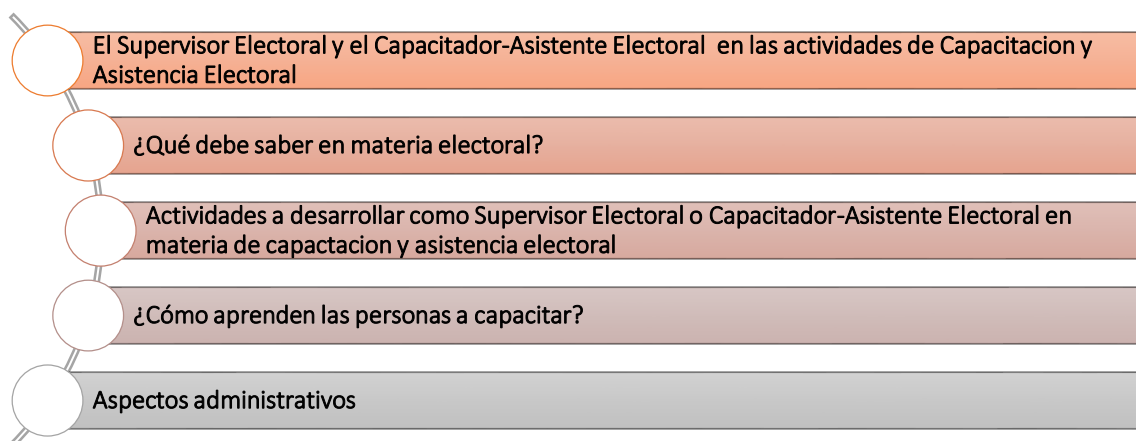 El Supervisor Electoral y el Capacitador-Asistente Electoral en las actividades de Capacitacion y
Asistencia Electoral
¿Qué debe saber en materia electoral?
Actividades a desarrollar como Supervisor Electoral o Capacitador-Asistente Electoral en
materia de capactacion y asistencia electoral
¿Cómo aprenden las personas a capacitar?
Aspectos administrativos